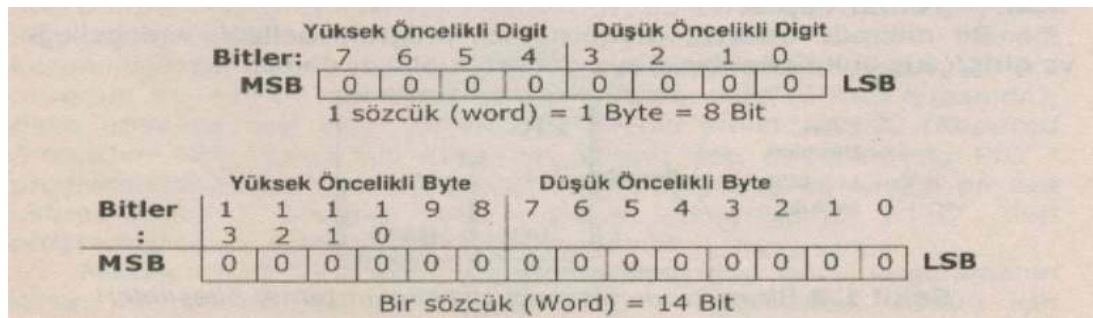 Yüksek Öncelikli Digit Düşük Öncelikli Digit
Bitler: 7 6 5 4 3 2 1 0
MSB 0 0 0 0 0 0 0 0 LSB
1 sözcük (word) = 1 Byte = 8 Bit
Yüksek Öncelikli Byte Düşük Öncelikli Byte
Bitler 1 1 1 1 9 8 7 6 5 4 3 2 1 0
: 3 2 1 0
MSB 0 0 0 0 0 0 0 0 0 0 0 0 0 0 LSB
Bir sözcük (Word) = 14 Bit